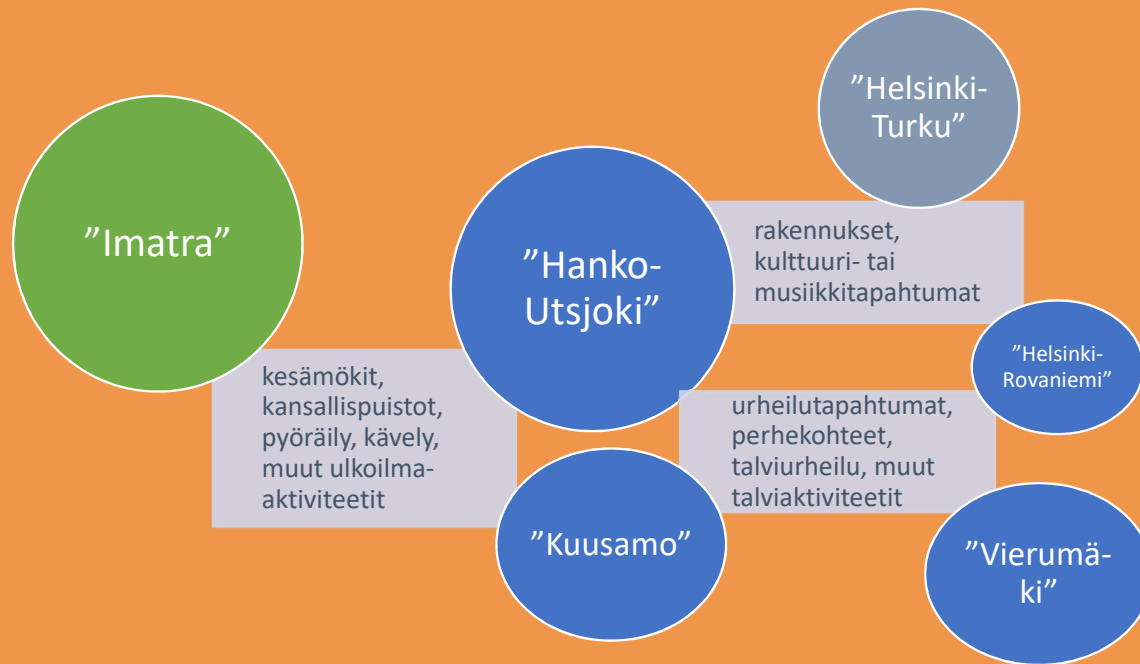 ”Helsinki-
Turku”
”Imatra”
”Hanko-
Utsjoki”
rakennukset,
kulttuuri- tai
musiikkitapahtumat
”Helsinki-
Rovaniemi”
kesämökit,
kansallispuistot,
pyöräily, kävely,
muut ulkoilma-
aktiviteetit
urheilutapahtumat,
perhekohteet,
talviurheilu, muut
talviaktiviteetit
”Kuusamo”
”Vierumä-
ki”